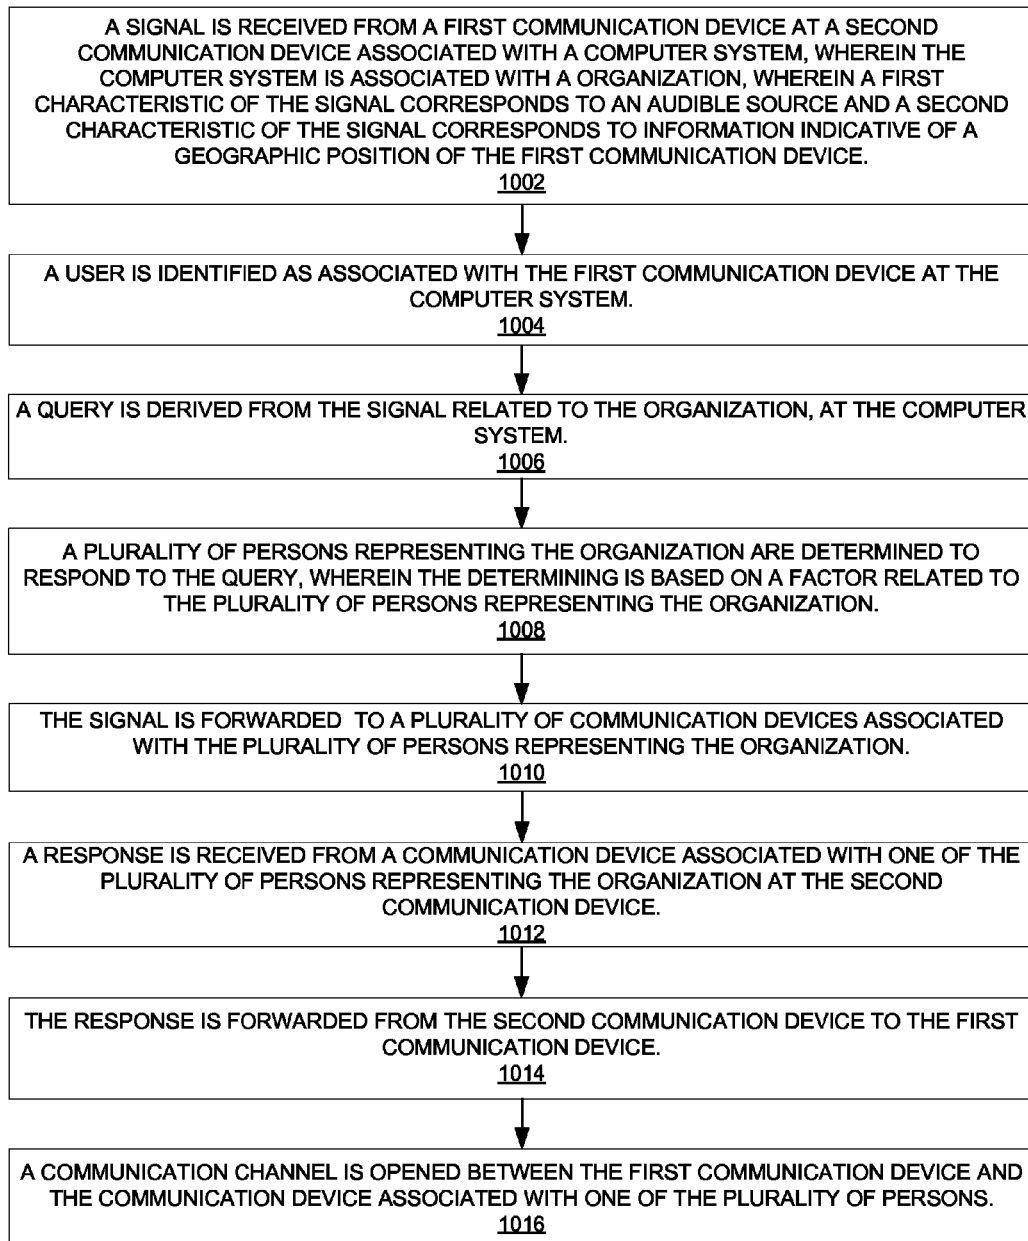 A SIGNAL IS RECEIVED FROM A FIRST COMMUNICATION DEVICE AT A SECOND
COMMUNICATION DEVICE ASSOCIATED WITH A COMPUTER SYSTEM, WHEREIN THE
COMPUTER SYSTEM IS ASSOCIATED WITH A ORGANIZATION, WHEREIN A FIRST
CHARACTERISTIC OF THE SIGNAL CORRESPONDS TO AN AUDIBLE SOURCE AND A SECOND
CHARACTERISTIC OF THE SIGNAL CORRESPONDS TO INFORMATION INDICATIVE OF A
GEOGRAPHIC POSITION OF THE FIRST COMMUNICATION DEVICE.
1002
A USER IS IDENTIFIED AS ASSOCIATED WITH THE FIRST COMMUNICATION DEVICE AT THE
COMPUTER SYSTEM.
1004
A QUERY IS DERIVED FROM THE SIGNAL RELATED TO THE ORGANIZATION, AT THE COMPUTER
SYSTEM.
1006
A PLURALITY OF PERSONS REPRESENTING THE ORGANIZATION ARE DETERMINED TO
RESPOND TO THE QUERY, WHEREIN THE DETERMINING IS BASED ON A FACTOR RELATED TO
THE PLURALITY OF PERSONS REPRESENTING THE ORGANIZATION.
1008
THE SIGNAL IS FORWARDED TO A PLURALITY OF COMMUNICATION DEVICES ASSOCIATED
WITH THE PLURALITY OF PERSONS REPRESENTING THE ORGANIZATION.
1010
A RESPONSE IS RECEIVED FROM A COMMUNICATION DEVICE ASSOCIATED WITH ONE OF THE
PLURALITY OF PERSONS REPRESENTING THE ORGANIZATION AT THE SECOND
COMMUNICATION DEVICE.
1012
THE RESPONSE IS FORWARDED FROM THE SECOND COMMUNICATION DEVICE TO THE FIRST
COMMUNICATION DEVICE.
1014
A COMMUNICATION CHANNEL IS OPENED BETWEEN THE FIRST COMMUNICATION DEVICE AND
THE COMMUNICATION DEVICE ASSOCIATED WITH ONE OF THE PLURALITY OF PERSONS.
1016